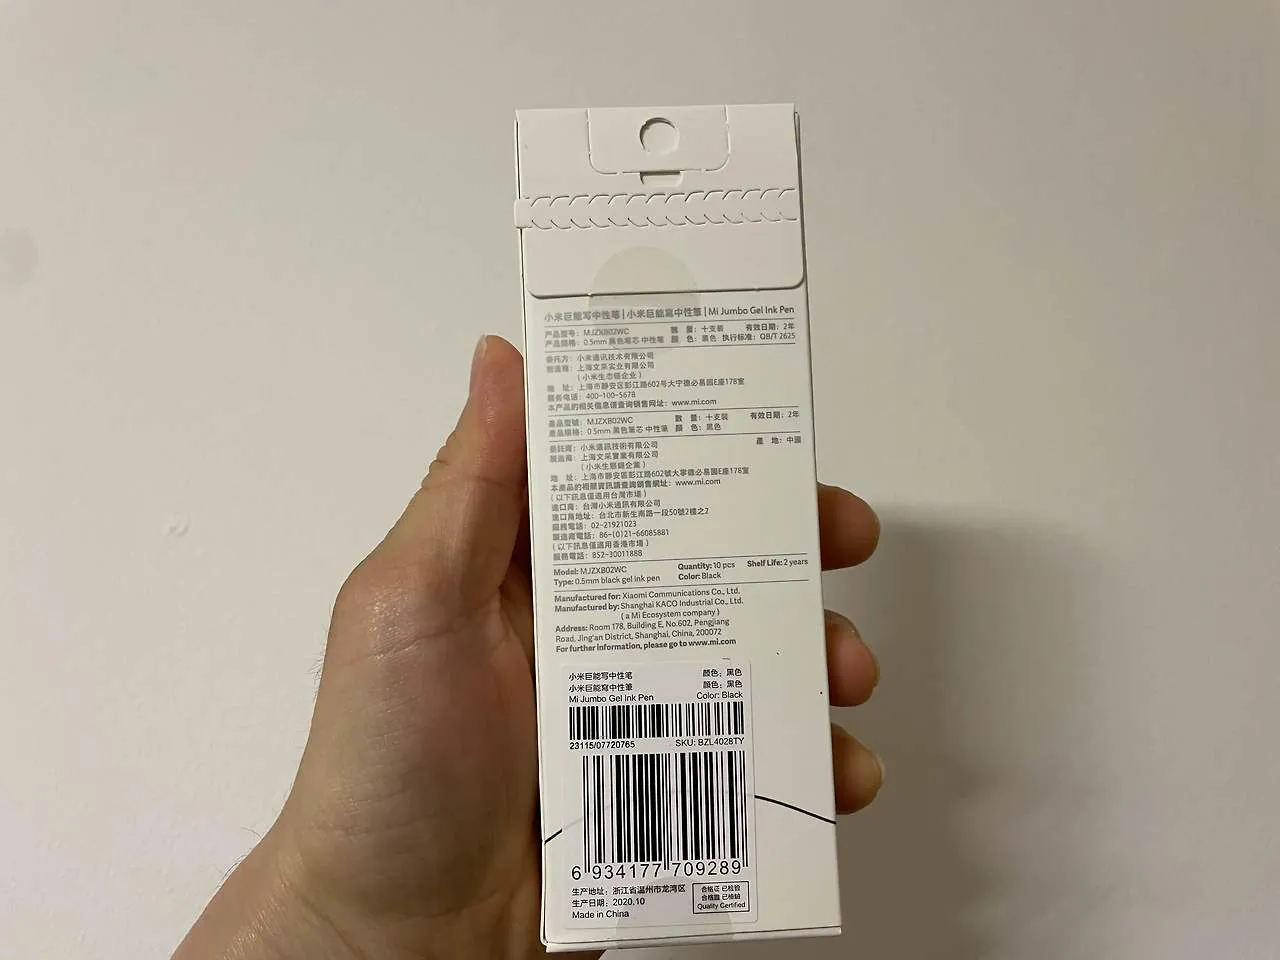 小米巨能写中性笔 | 小米巨能寫中性筆 | Mi Jumbo Gel Ink Pen
产品型号：MJZXB02WC 数 量：十支装 有效日期：2年
产品规格：0.5mm 黑色笔芯 中性笔 颜 色：黑色 执行标准：QB/T 2625
委托方：小米通讯技术有限公司
制造商：上海文采实业有限公司
（小米生态链企业）
地 址：上海市静安区彭江路602号大宁德必易园E座178室
服务电话：400-100-5678
本产品的相关信息请查询销售网址：www.mi.com
產品型號：MJZXB02WC 數 量：十支裝 有效日期：2年
產品規格：0.5mm 黑色筆芯 中性筆 顏 色：黑色
委託商：小米通訊技術有限公司 產 地：中國
製造商：上海文采實業有限公司
（小米生態鏈企業）
地 址：上海市靜安區彭江路602號大寧德必易園E座178室
本產品的相關資訊請查詢銷售網址：www.mi.com
（以下訊息僅適用台灣市場）
進口商：台灣小米通訊有限公司
進口商地址：台北市新生南路一段50號2樓之2
服務電話：02-21921023
製造商電話：86-(0)21-66085881
（以下訊息僅適用香港市場）
服務電話：852-30011888
Model: MJZXB02WC Quantity: 10 pcs Shelf Life: 2 years
Type: 0.5mm black gel ink pen Color: Black
Manufactured for: Xiaomi Communications Co., Ltd.
Manufactured by: Shanghai KACO Industrial Co., Ltd.
( a Mi Ecosystem company )
Address: Room 178, Building E, No.602, Pengjiang
Road, Jing'an District, Shanghai, China, 200072
For further information, please go to www.mi.com
小米巨能写中性笔 颜色：黑色
小米巨能寫中性筆 顏色：黑色
Mi Jumbo Gel Ink Pen Color: Black
23115/07720765 SKU: BZL4028TY
6 934177 709289
生产地址：浙江省温州市龙湾区
生产日期：2020.10
Made in China
合格证 已检验
合格證 已檢驗
Quality Certified